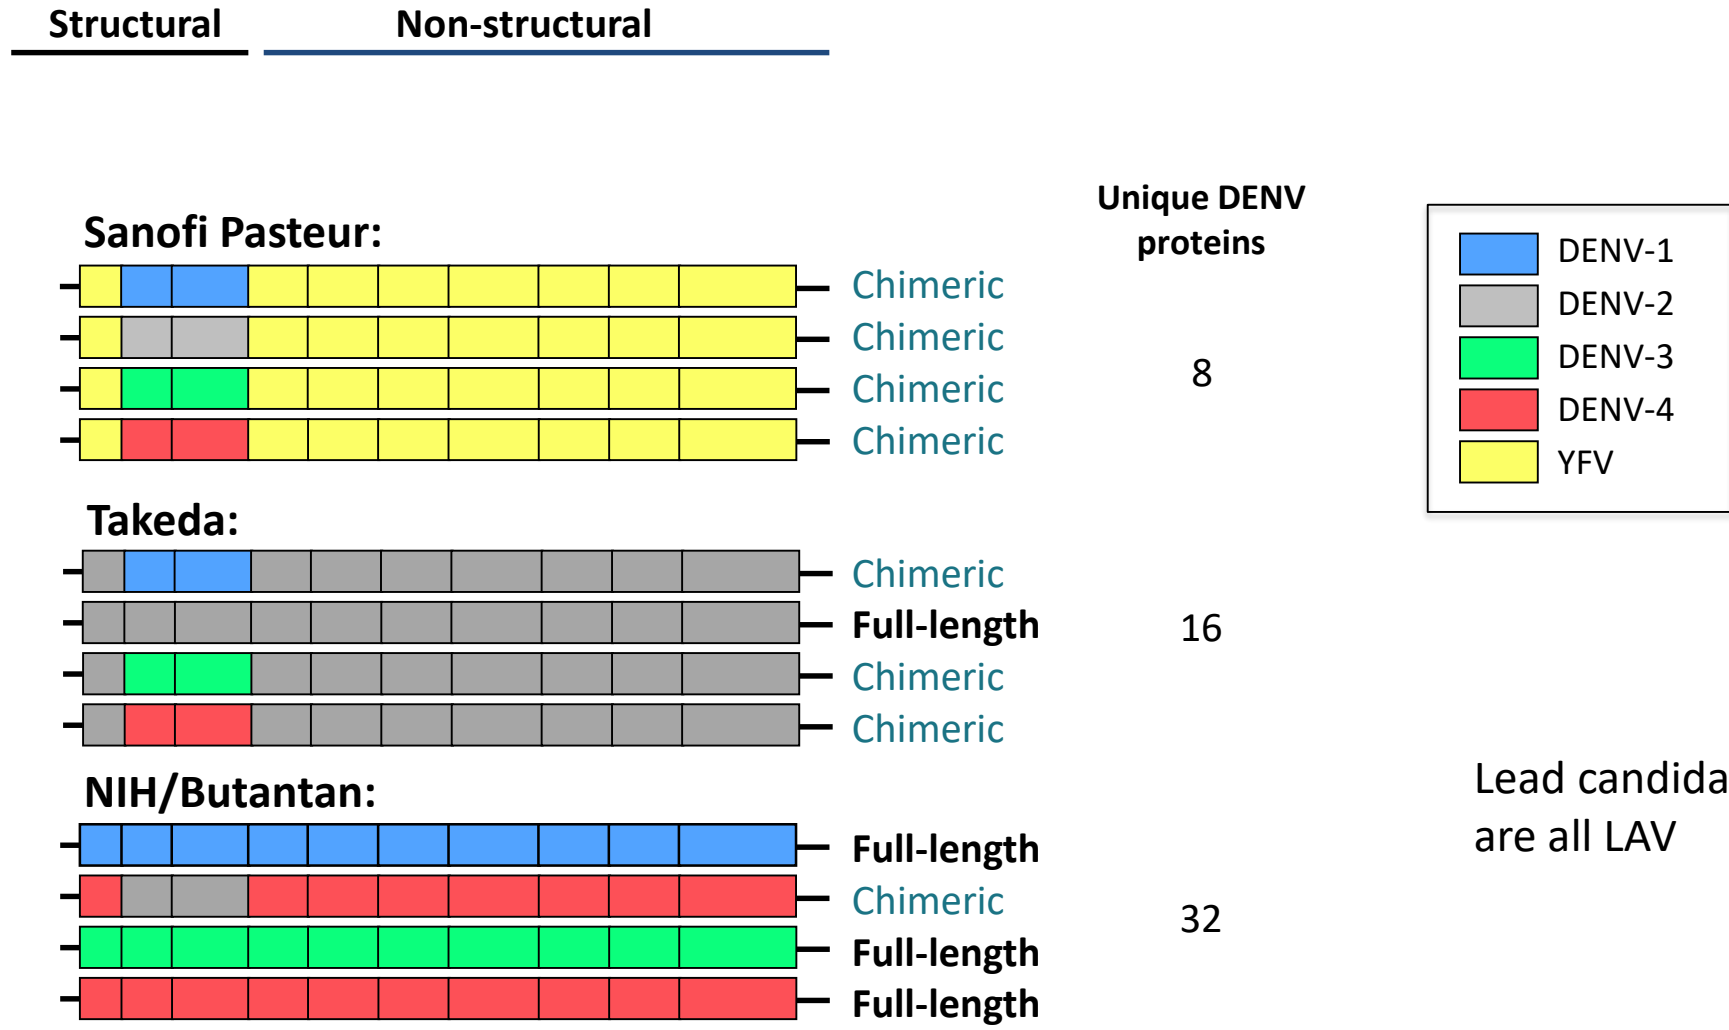 Structural Non-structural
Unique DENV
proteins
Sanofi Pasteur:
Chimeric
Chimeric
Chimeric
Chimeric
8
DENV-1
DENV-2
DENV-3
DENV-4
YFV
Takeda:
Chimeric
Full-length
Chimeric
Chimeric
16
NIH/Butantan:
Full-length
Chimeric
Full-length
Full-length
32
Lead candida
are all LAV